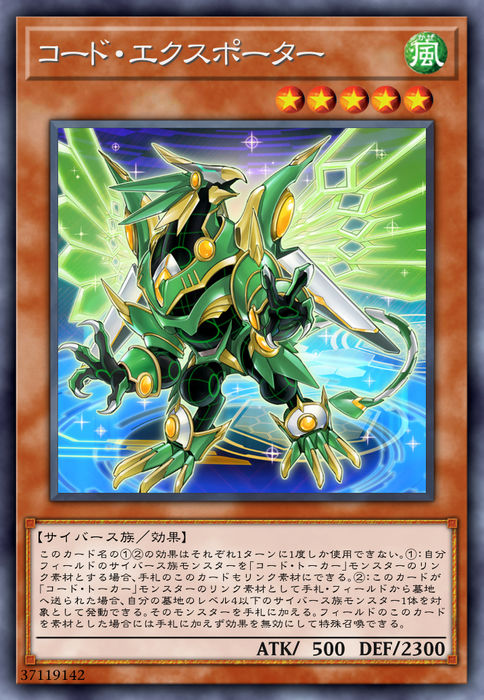 コード・エクスポーター
かぜ
風
【サイバース族／効果】
このカード名の①②の効果はそれぞれ1ターンに1度しか使用できない。①：自分
フィールドのサイバース族モンスターを「コード・トーカー」モンスターのリン
ク素材とする場合、手札のこのカードもリンク素材にできる。②：このカードが
「コード・トーカー」モンスターのリンク素材として手札・フィールドから墓地
へ送られた場合、自分の墓地のレベル4以下のサイバース族モンスター1体を対
象として発動できる。そのモンスターを手札に加える。フィールドのこのカード
を素材とした場合には手札に加えず効果を無効にして特殊召喚できる。
ATK/ 500 DEF/2300
37119142